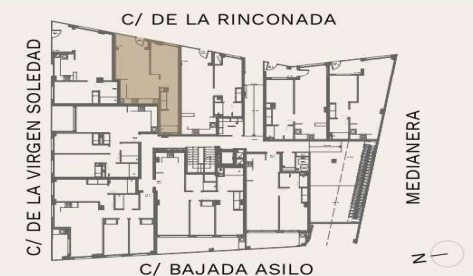 C/ DE LA RINCONADA
C/ DE LA VIRGEN SOLEDAD
MEDIANERA
C/ BAJADA ASILO
N